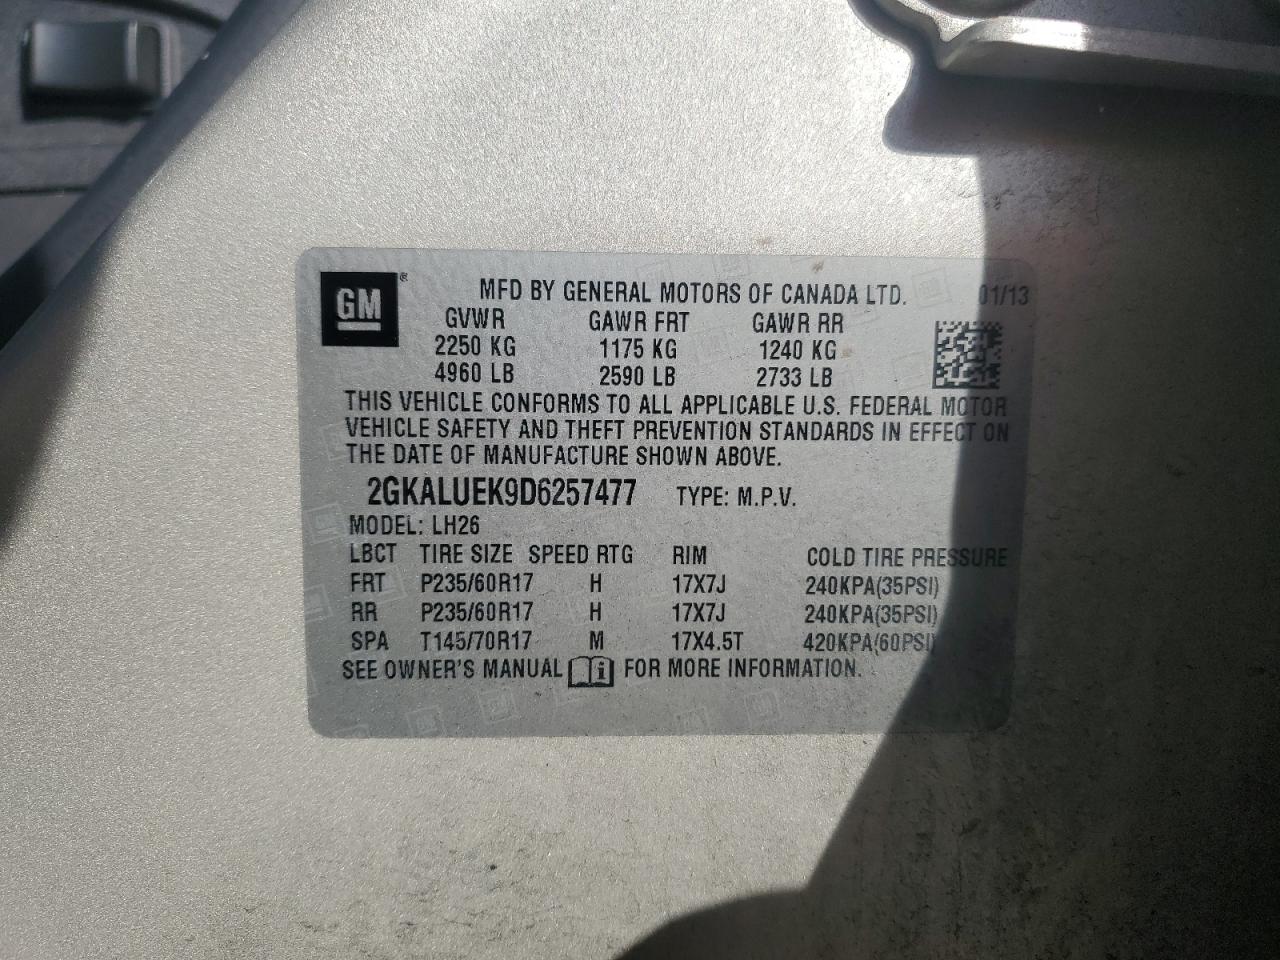 GM ®
MFD BY GENERAL MOTORS OF CANADA LTD. 01/13
GVWR GAWR FRT GAWR RR
2250 KG 1175 KG 1240 KG
4960 LB 2590 LB 2733 LB
THIS VEHICLE CONFORMS TO ALL APPLICABLE U.S. FEDERAL MOTOR
VEHICLE SAFETY AND THEFT PREVENTION STANDARDS IN EFFECT ON
THE DATE OF MANUFACTURE SHOWN ABOVE.
2GKALUEK9D6257477 TYPE: M.P.V.
MODEL: LH26
LBCT TIRE SIZE SPEED RTG RIM COLD TIRE PRESSURE
FRT P235/60R17 H 17X7J 240KPA(35PSI)
RR P235/60R17 H 17X7J 240KPA(35PSI)
SPA T145/70R17 M 17X4.5T 420KPA(60PSI)
SEE OWNER'S MANUAL i FOR MORE INFORMATION.